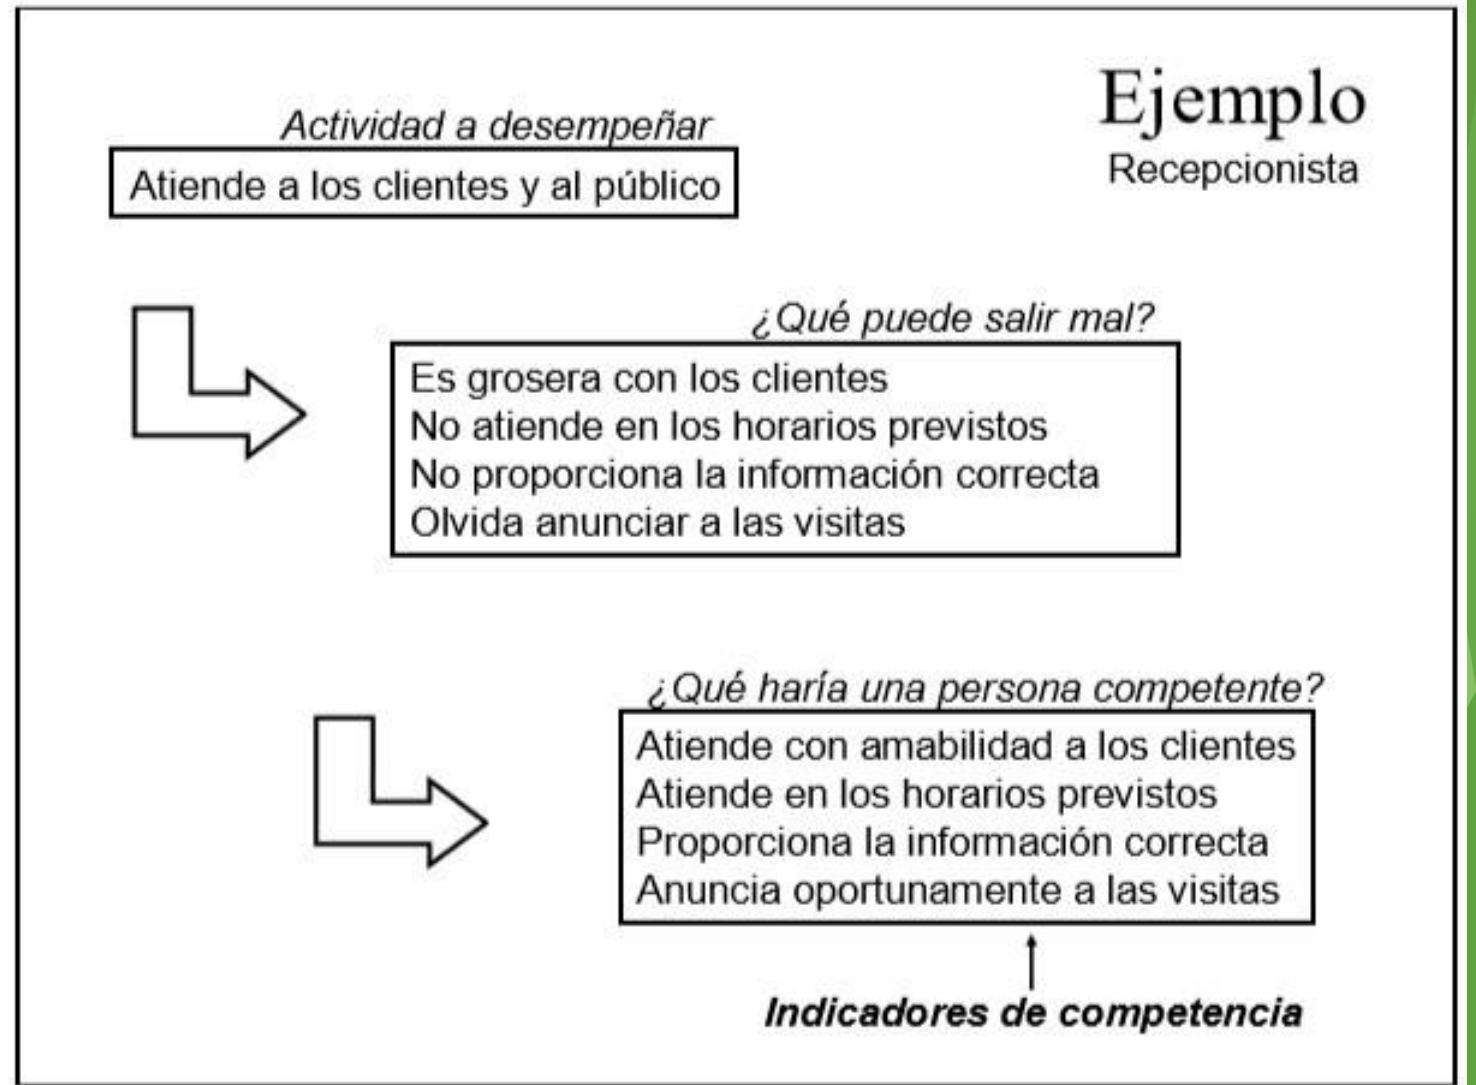 Ejemplo
Recepcionista
Actividad a desempeñar
Atiende a los clientes y al público
¿Qué puede salir mal?
Es grosera con los clientes
No atiende en los horarios previstos
No proporciona la información correcta
Olvida anunciar a las visitas
¿Qué haría una persona competente?
Atiende con amabilidad a los clientes
Atiende en los horarios previstos
Proporciona la información correcta
Anuncia oportunamente a las visitas
Indicadores de competencia